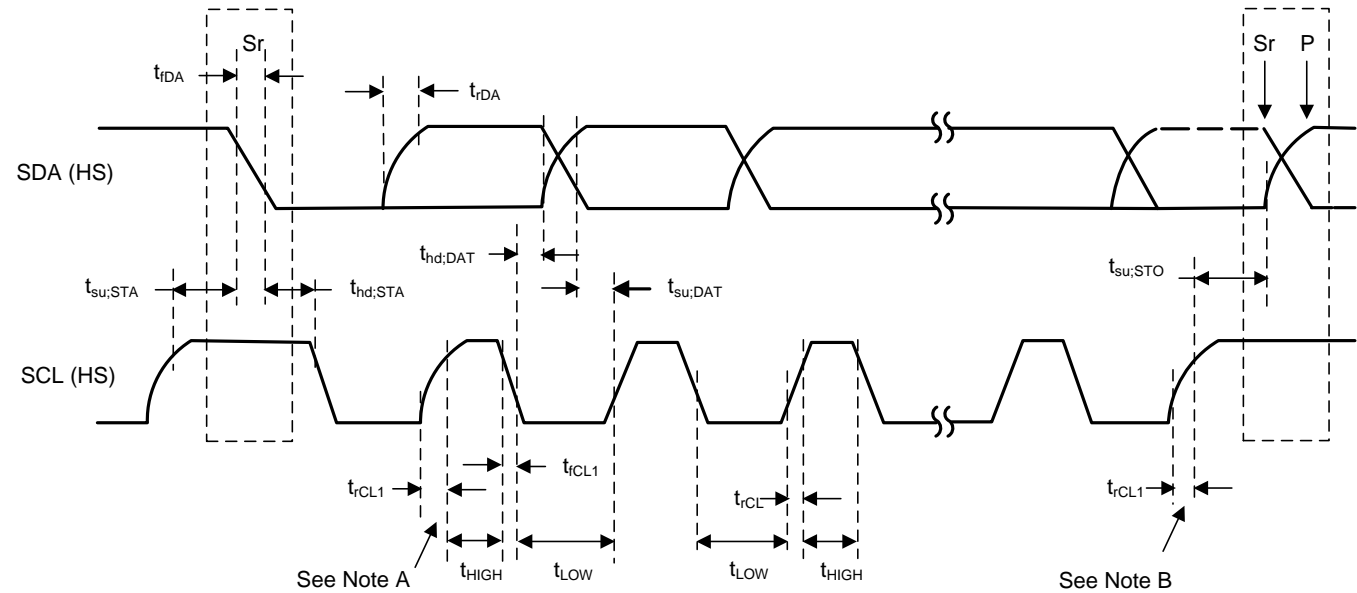 Sr
Sr P
tfDA
trDA
SDA (HS)
thd;DAT
tsu;STA
thd;STA
tsu;DAT
tsu;STO
SCL (HS)
trCL1
tfCL1
trCL
trCL1
See Note A
tHIGH
tLOW
tLOW
tHIGH
See Note B